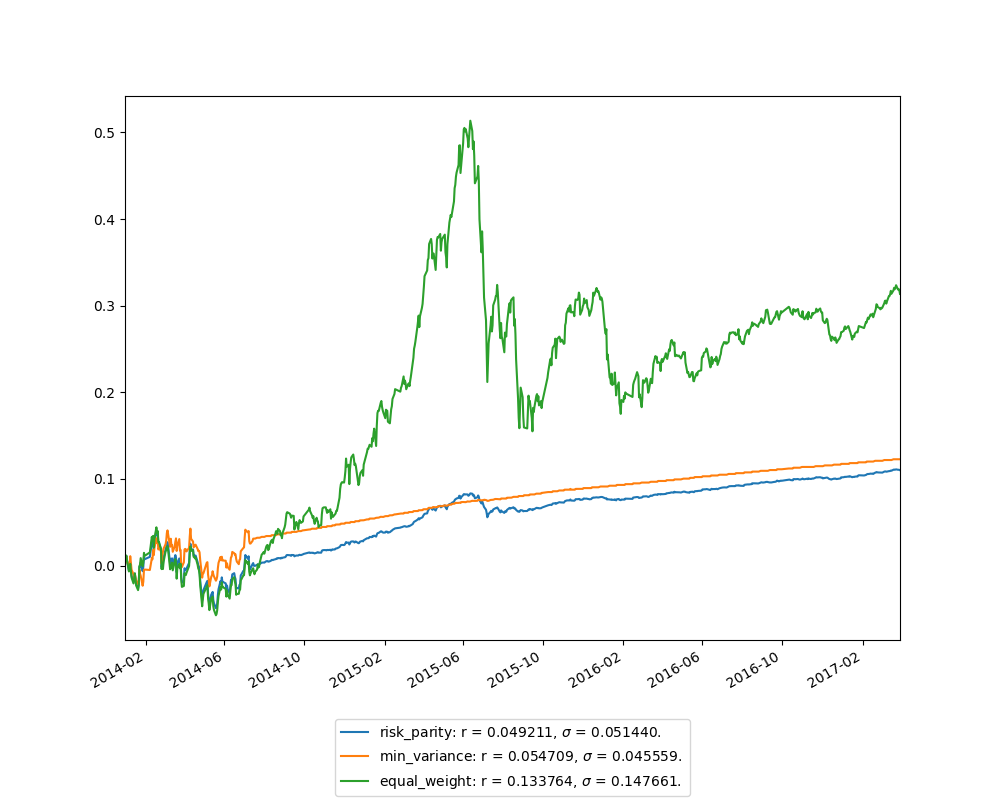 0.5
0.4
0.3
0.2
0.1
0.0
2014-02 2014-06 2014-10 2015-02 2015-06 2015-10 2016-02 2016-06 2016-10 2017-02
risk_parity: r = 0.049211, σ = 0.051440.
min_variance: r = 0.054709, σ = 0.045559.
equal_weight: r = 0.133764, σ = 0.147661.